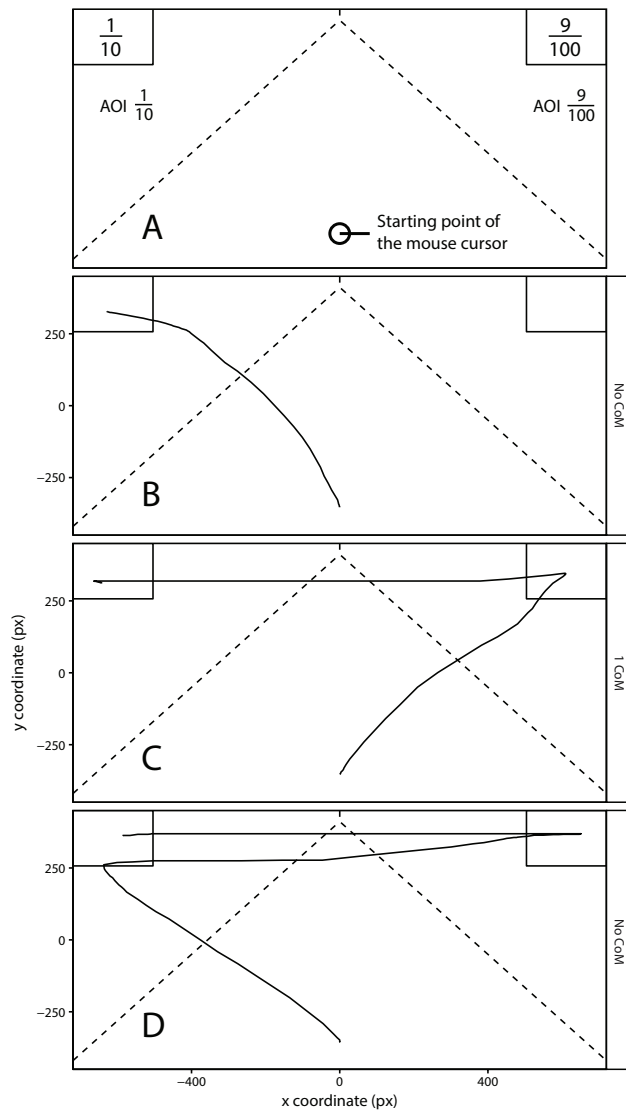 1/10
9/100
AOI 1/10
AOI 9/100
A
Starting point of
the mouse cursor
250
0
−250
B
No CoM
y coordinate (px)
250
0
−250
C
1 CoM
250
0
−250
D
No CoM
−400
0
400
x coordinate (px)